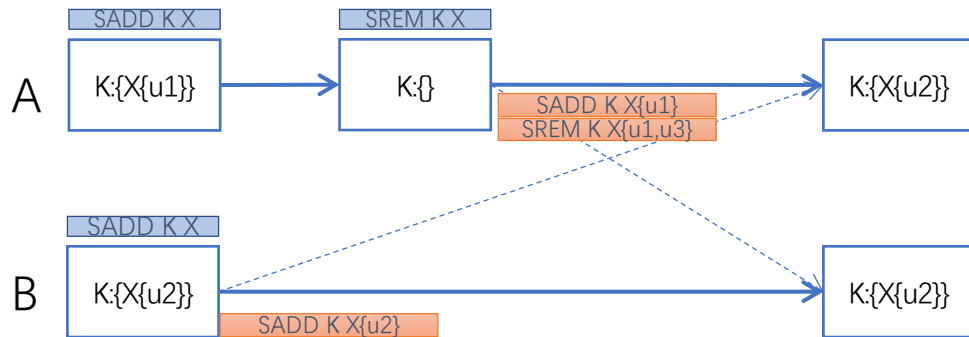 SADD K X
SREM K X
A
K:{X{u1}}
K:{}
K:{X{u2}}
SADD K X{u1}
SREM K X{u1,u3}
SADD K X
B
K:{X{u2}}
K:{X{u2}}
SADD K X{u2}